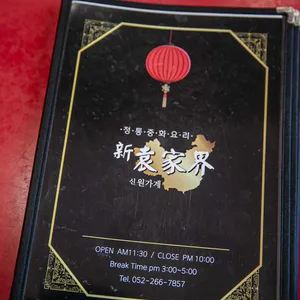 ·정·통·중·화·요·리·
新袁家界
신원가계
OPEN AM11:30 / CLOSE PM 10:00
Break Time pm 3:00~5:00
Tel. 052-266-7857